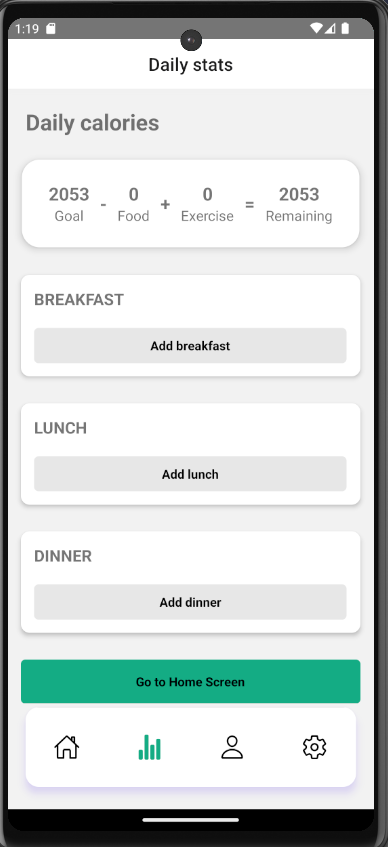 1:19
Daily stats
Daily calories
2053 - 0 + 0 = 2053
Goal Food Exercise Remaining
BREAKFAST
Add breakfast
LUNCH
Add lunch
DINNER
Add dinner
Go to Home Screen